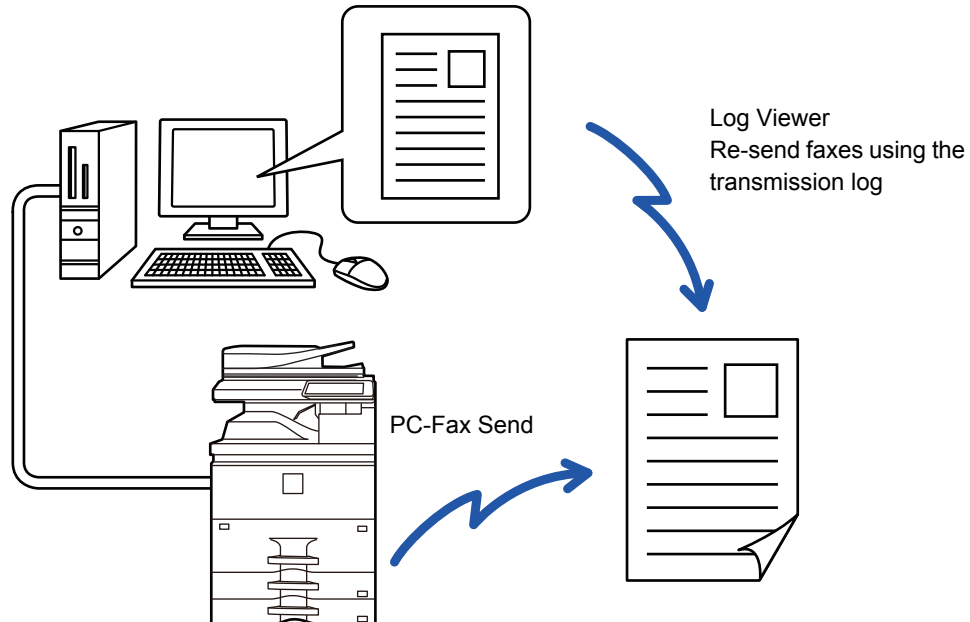 Log Viewer
Re-send faxes using the
transmission log
PC-Fax Send